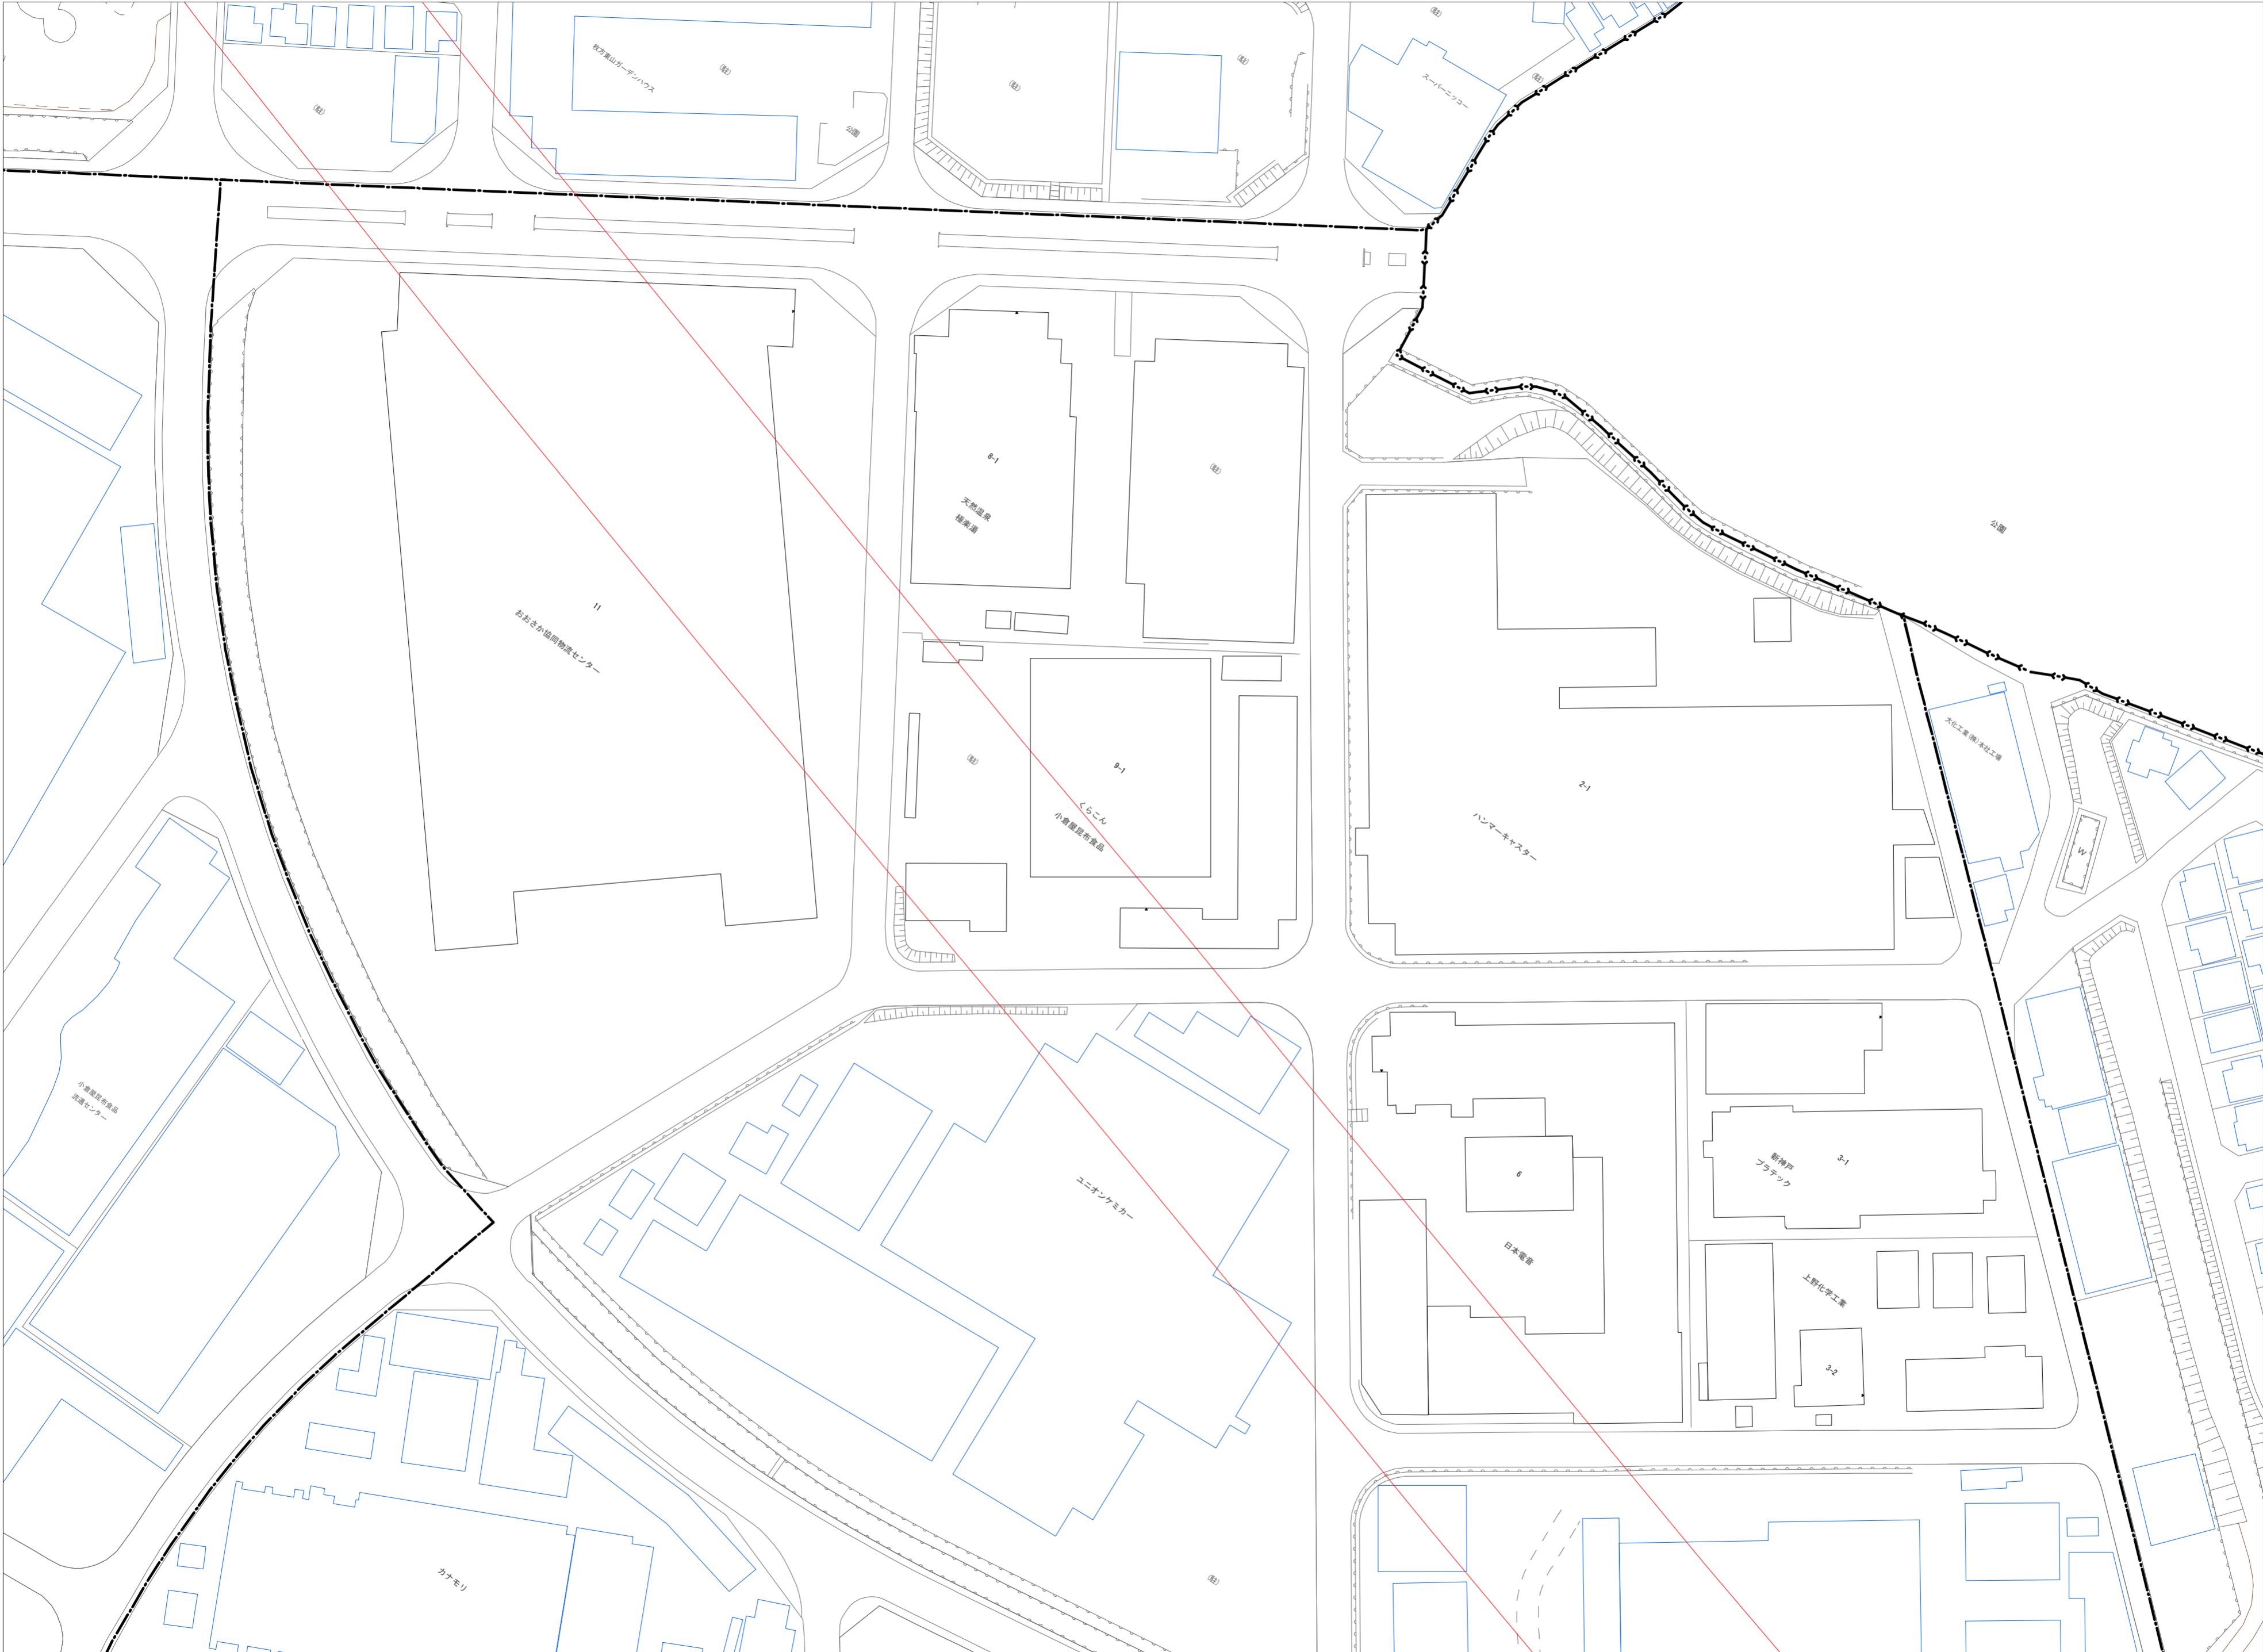 枚方東山ガーデンハウス
駐
駐
駐
駐
駐
駐
公園
スーパーニッコー
8-1
天然温泉
極楽湯
駐
公園
11
おおさか協同物流センター
大化工業(株)本社工場
駐
9-1
くらこん
小倉屋昆布食品
2-1
ハンマーキャスター
W
小倉屋昆布食品
流通センター
ユニオンケミカー
6
日本電音
3-1
新神戸
プラテック
上野化学工業
3-2
カナモリ
駐